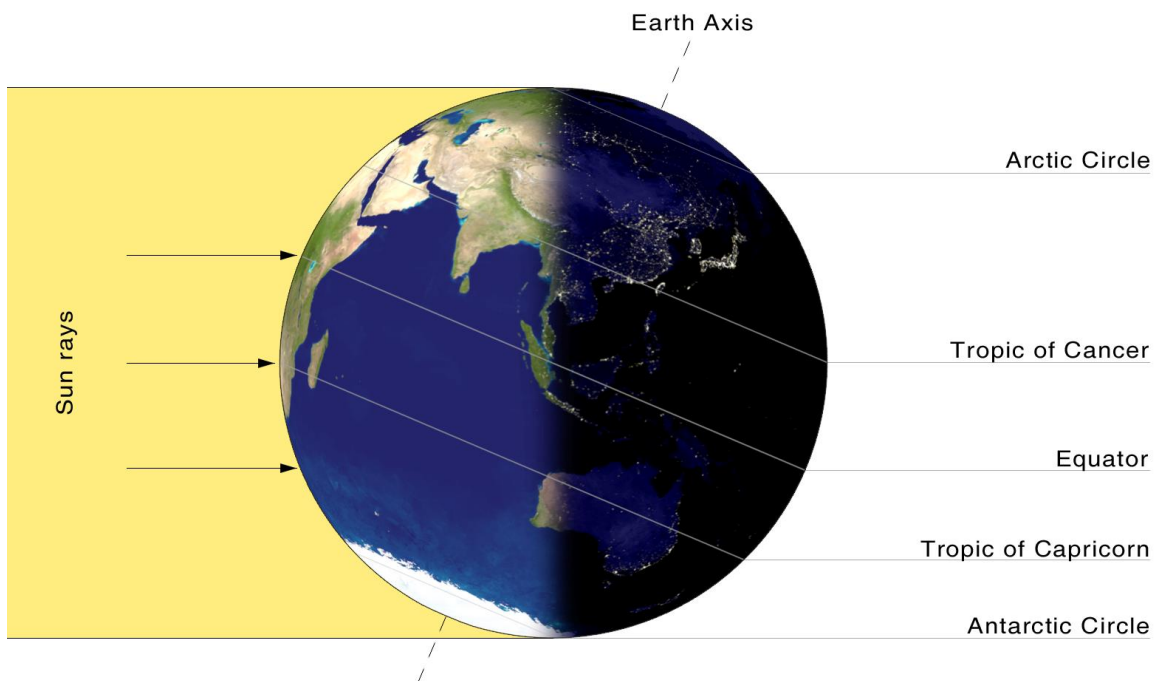 Earth Axis
Arctic Circle
Sun rays
Tropic of Cancer
Equator
Tropic of Capricorn
Antarctic Circle